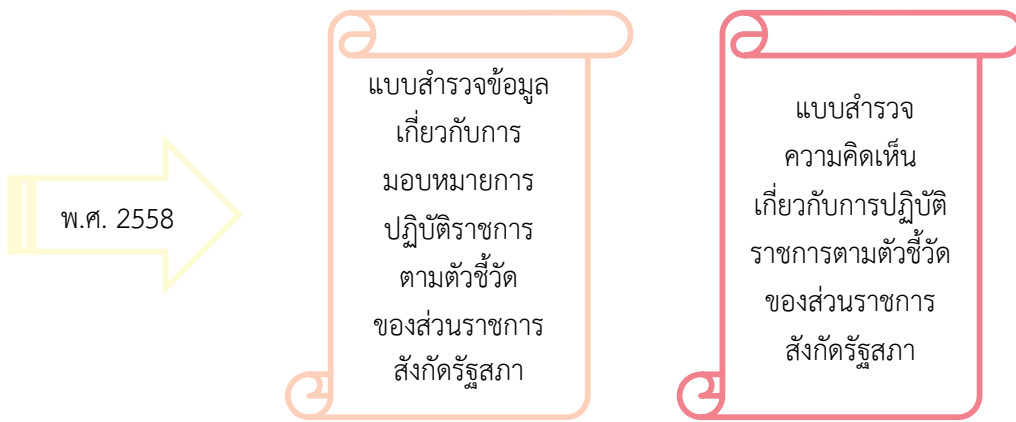 พ.ศ. 2558
แบบสำรวจข้อมูล
เกี่ยวกับการ
มอบหมายการ
ปฏิบัติราชการ
ตามตัวชี้วัด
ของส่วนราชการ
สังกัดรัฐสภา
แบบสำรวจ
ความคิดเห็น
เกี่ยวกับการปฏิบัติ
ราชการตามตัวชี้วัด
ของส่วนราชการ
สังกัดรัฐสภา